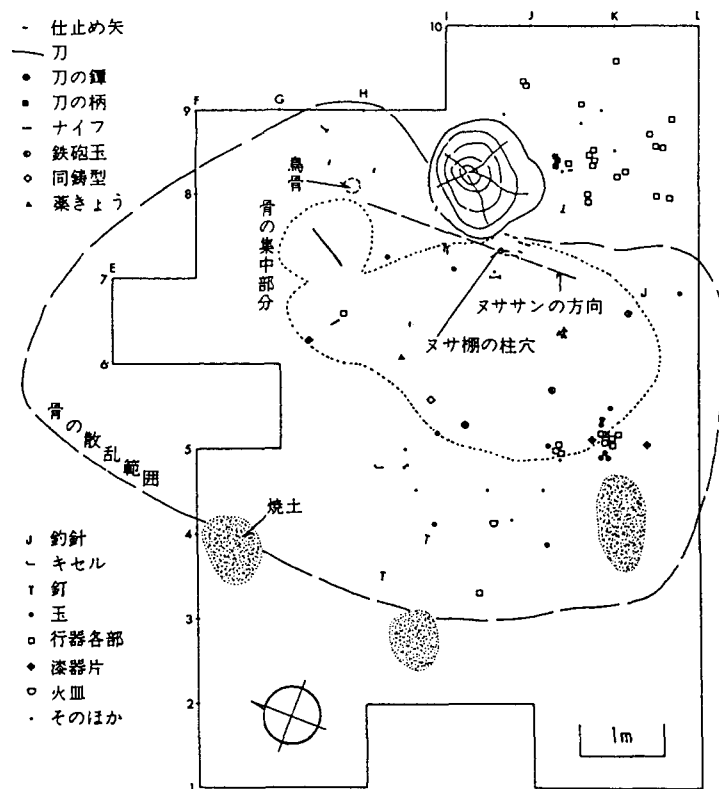 仕止め矢
刀
刀の鐔
刀の柄
ナイフ
鉄砲玉
同鋳型
薬きょう
10
I
J
K
L
F
G
H
9
8
鳥骨
骨の集中部分
E
7
ヌササンの方向
ヌサ棚の柱穴
6
骨の散乱範囲
5
焼土
4
釣針
キセル
釘
玉
行器各部
漆器片
火皿
そのほか
3
2
1m
1